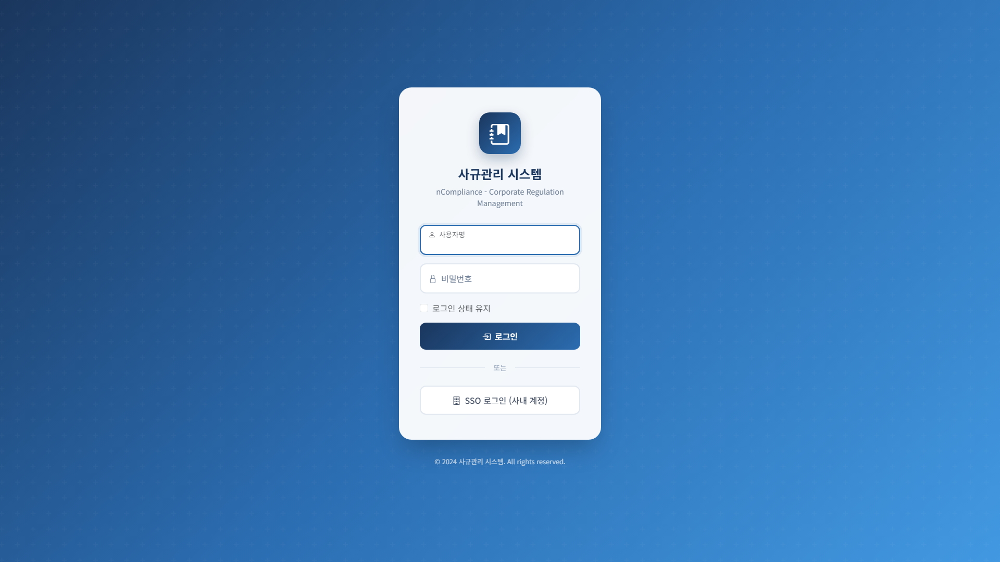 사규관리 시스템
nCompliance - Corporate Regulation
Management
사용자명
비밀번호
로그인 상태 유지
로그인
또는
SSO 로그인 (사내 계정)
© 2024 사규관리 시스템. All rights reserved.